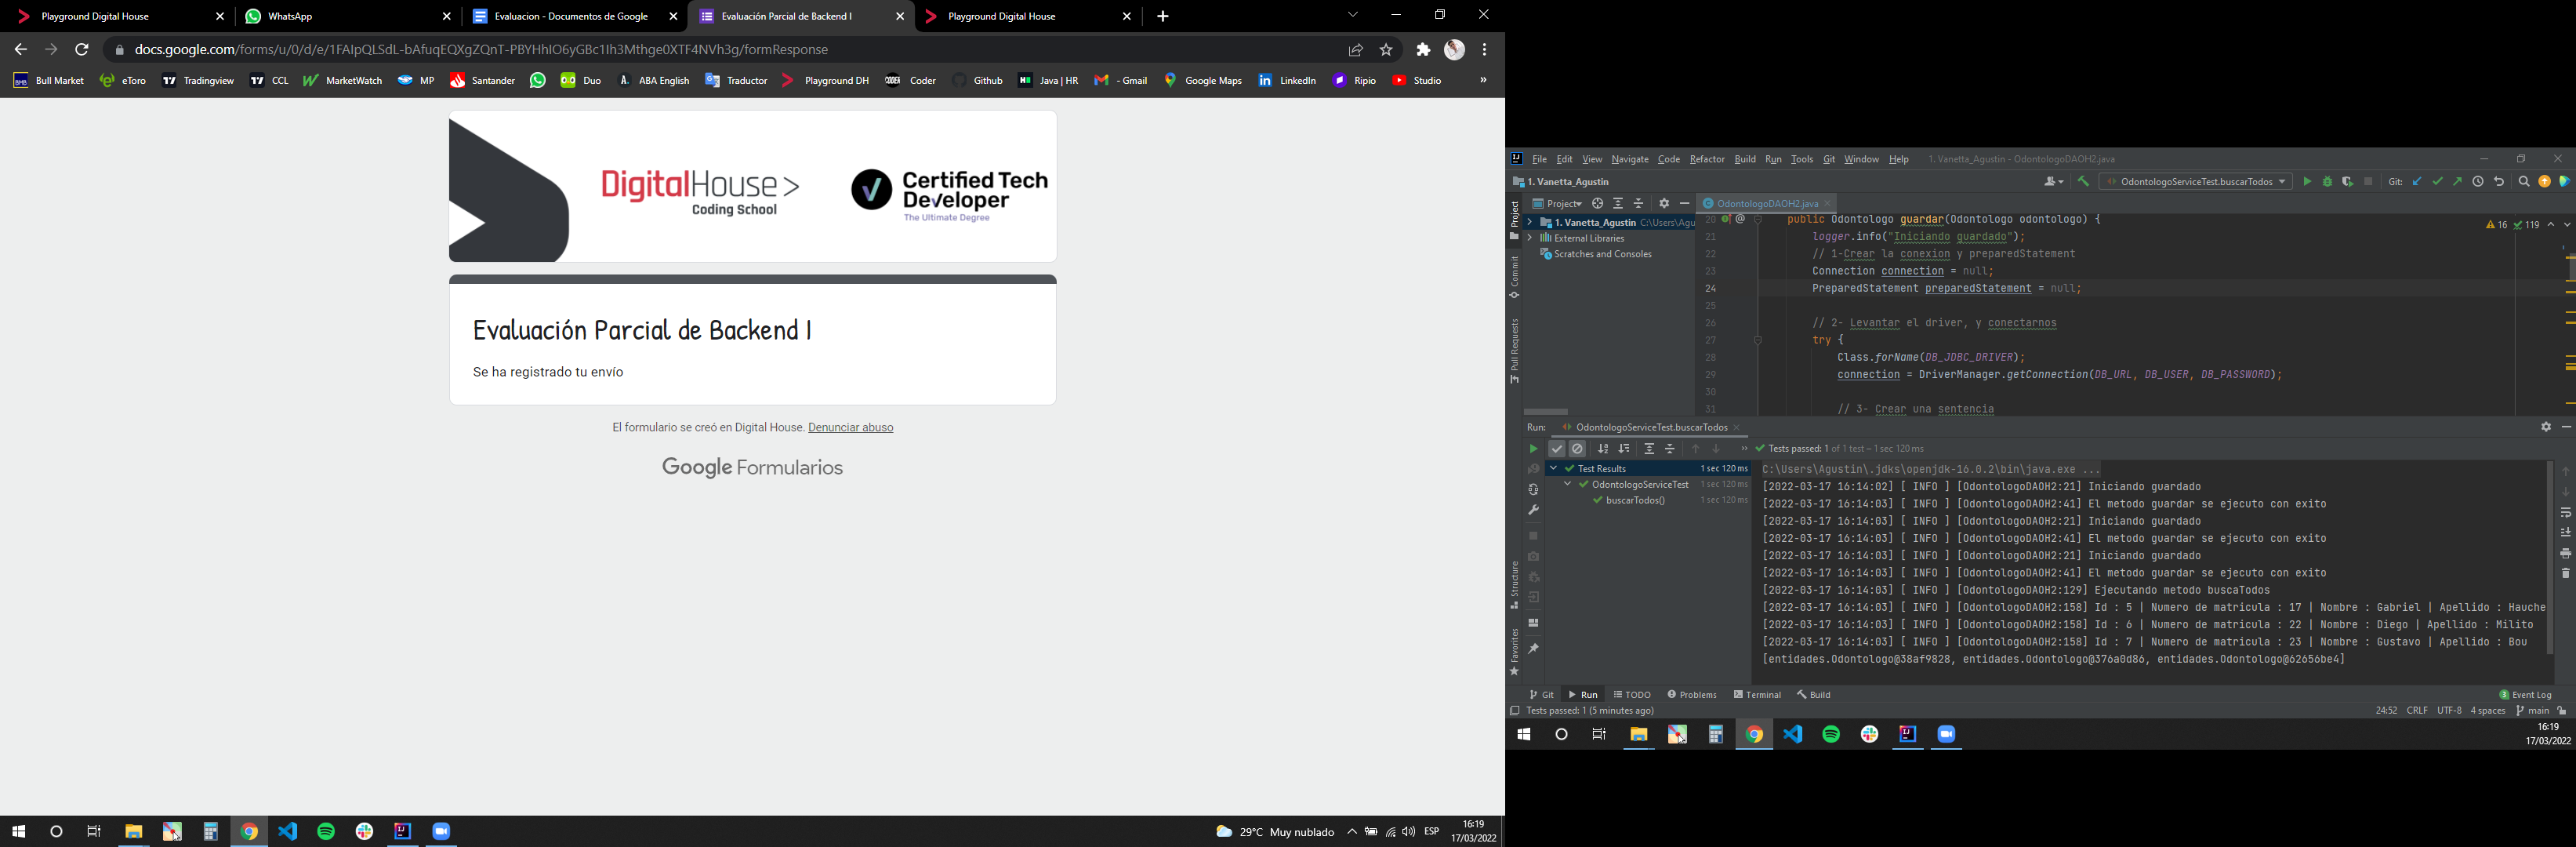 Playground Digital House
WhatsApp
Evaluacion - Documentos de Google
Evaluación Parcial de Backend I
Playground Digital House
docs.google.com/forms/u/0/d/e/1FAIpQLSdL-bAfuqEQXgZQnT-PBYHhIO6yGBc1Ih3Mthge0XTF4NVh3g/formResponse
Bull Market eToro Tradingview CCL MarketWatch MP Santander Duo ABA English Traductor Playground DH Coder Github Java | HR - Gmail Google Maps LinkedIn Ripio Studio »
DigitalHouse>
Coding School
Certified Tech
Developer
The Ultimate Degree
Evaluación Parcial de Backend I
Se ha registrado tu envío
El formulario se creó en Digital House. Denunciar abuso
Google Formularios
29°C Muy nublado
ESP
16:19
17/03/2022
File Edit View Navigate Code Refactor Build Run Tools Git Window Help 1. Vanetta_Agustin - OdontologoDAOH2.java
1. Vanetta_Agustin
OdontologoServiceTest.buscarTodos
Git:
Project
OdontologoDAOH2.java
Project
Commit
Pull Requests
Structure
Favorites
1. Vanetta_Agustin C:\Users\Agu
External Libraries
Scratches and Consoles
16 119
20 public Odontologo guardar(Odontologo odontologo) {
21 logger.info("Iniciando guardado");
22 // 1-Crear la conexion y preparedStatement
23 Connection connection = null;
24 PreparedStatement preparedStatement = null;
25
26 // 2- Levantar el driver, y conectarnos
27 try {
28 Class.forName(DB_JDBC_DRIVER);
29 connection = DriverManager.getConnection(DB_URL, DB_USER, DB_PASSWORD);
30
31 // 3- Crear una sentencia
Run: OdontologoServiceTest.buscarTodos
Tests passed: 1 of 1 test – 1 sec 120 ms
Test Results 1 sec 120 ms
OdontologoServiceTest 1 sec 120 ms
buscarTodos() 1 sec 120 ms
C:\Users\Agustin\.jdks\openjdk-16.0.2\bin\java.exe ...
[2022-03-17 16:14:02] [ INFO ] [OdontologoDAOH2:21] Iniciando guardado
[2022-03-17 16:14:03] [ INFO ] [OdontologoDAOH2:41] El metodo guardar se ejecuto con exito
[2022-03-17 16:14:03] [ INFO ] [OdontologoDAOH2:21] Iniciando guardado
[2022-03-17 16:14:03] [ INFO ] [OdontologoDAOH2:41] El metodo guardar se ejecuto con exito
[2022-03-17 16:14:03] [ INFO ] [OdontologoDAOH2:21] Iniciando guardado
[2022-03-17 16:14:03] [ INFO ] [OdontologoDAOH2:41] El metodo guardar se ejecuto con exito
[2022-03-17 16:14:03] [ INFO ] [OdontologoDAOH2:129] Ejecutando metodo buscaTodos
[2022-03-17 16:14:03] [ INFO ] [OdontologoDAOH2:158] Id : 5 | Numero de matricula : 17 | Nombre : Gabriel | Apellido : Hauche
[2022-03-17 16:14:03] [ INFO ] [OdontologoDAOH2:158] Id : 6 | Numero de matricula : 22 | Nombre : Diego | Apellido : Milito
[2022-03-17 16:14:03] [ INFO ] [OdontologoDAOH2:158] Id : 7 | Numero de matricula : 23 | Nombre : Gustavo | Apellido : Bou
[entidades.Odontologo@38af9828, entidades.Odontologo@376a0d86, entidades.Odontologo@62656be4]
Git Run TODO Problems Terminal Build 3 Event Log
Tests passed: 1 (5 minutes ago) 24:52 CRLF UTF-8 4 spaces main
16:19
17/03/2022